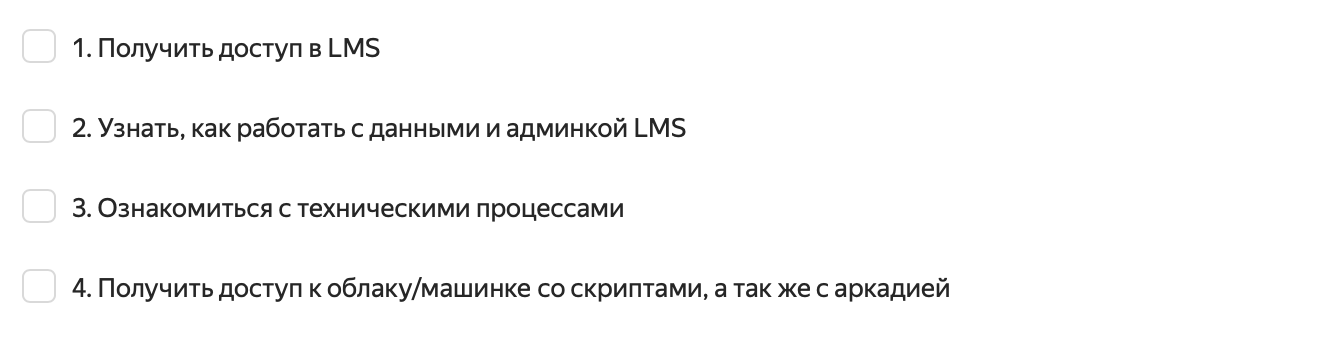 1. Получить доступ в LMS
2. Узнать, как работать с данными и админкой LMS
3. Ознакомиться с техническими процессами
4. Получить доступ к облаку/машинке со скриптами, а так же с аркадией